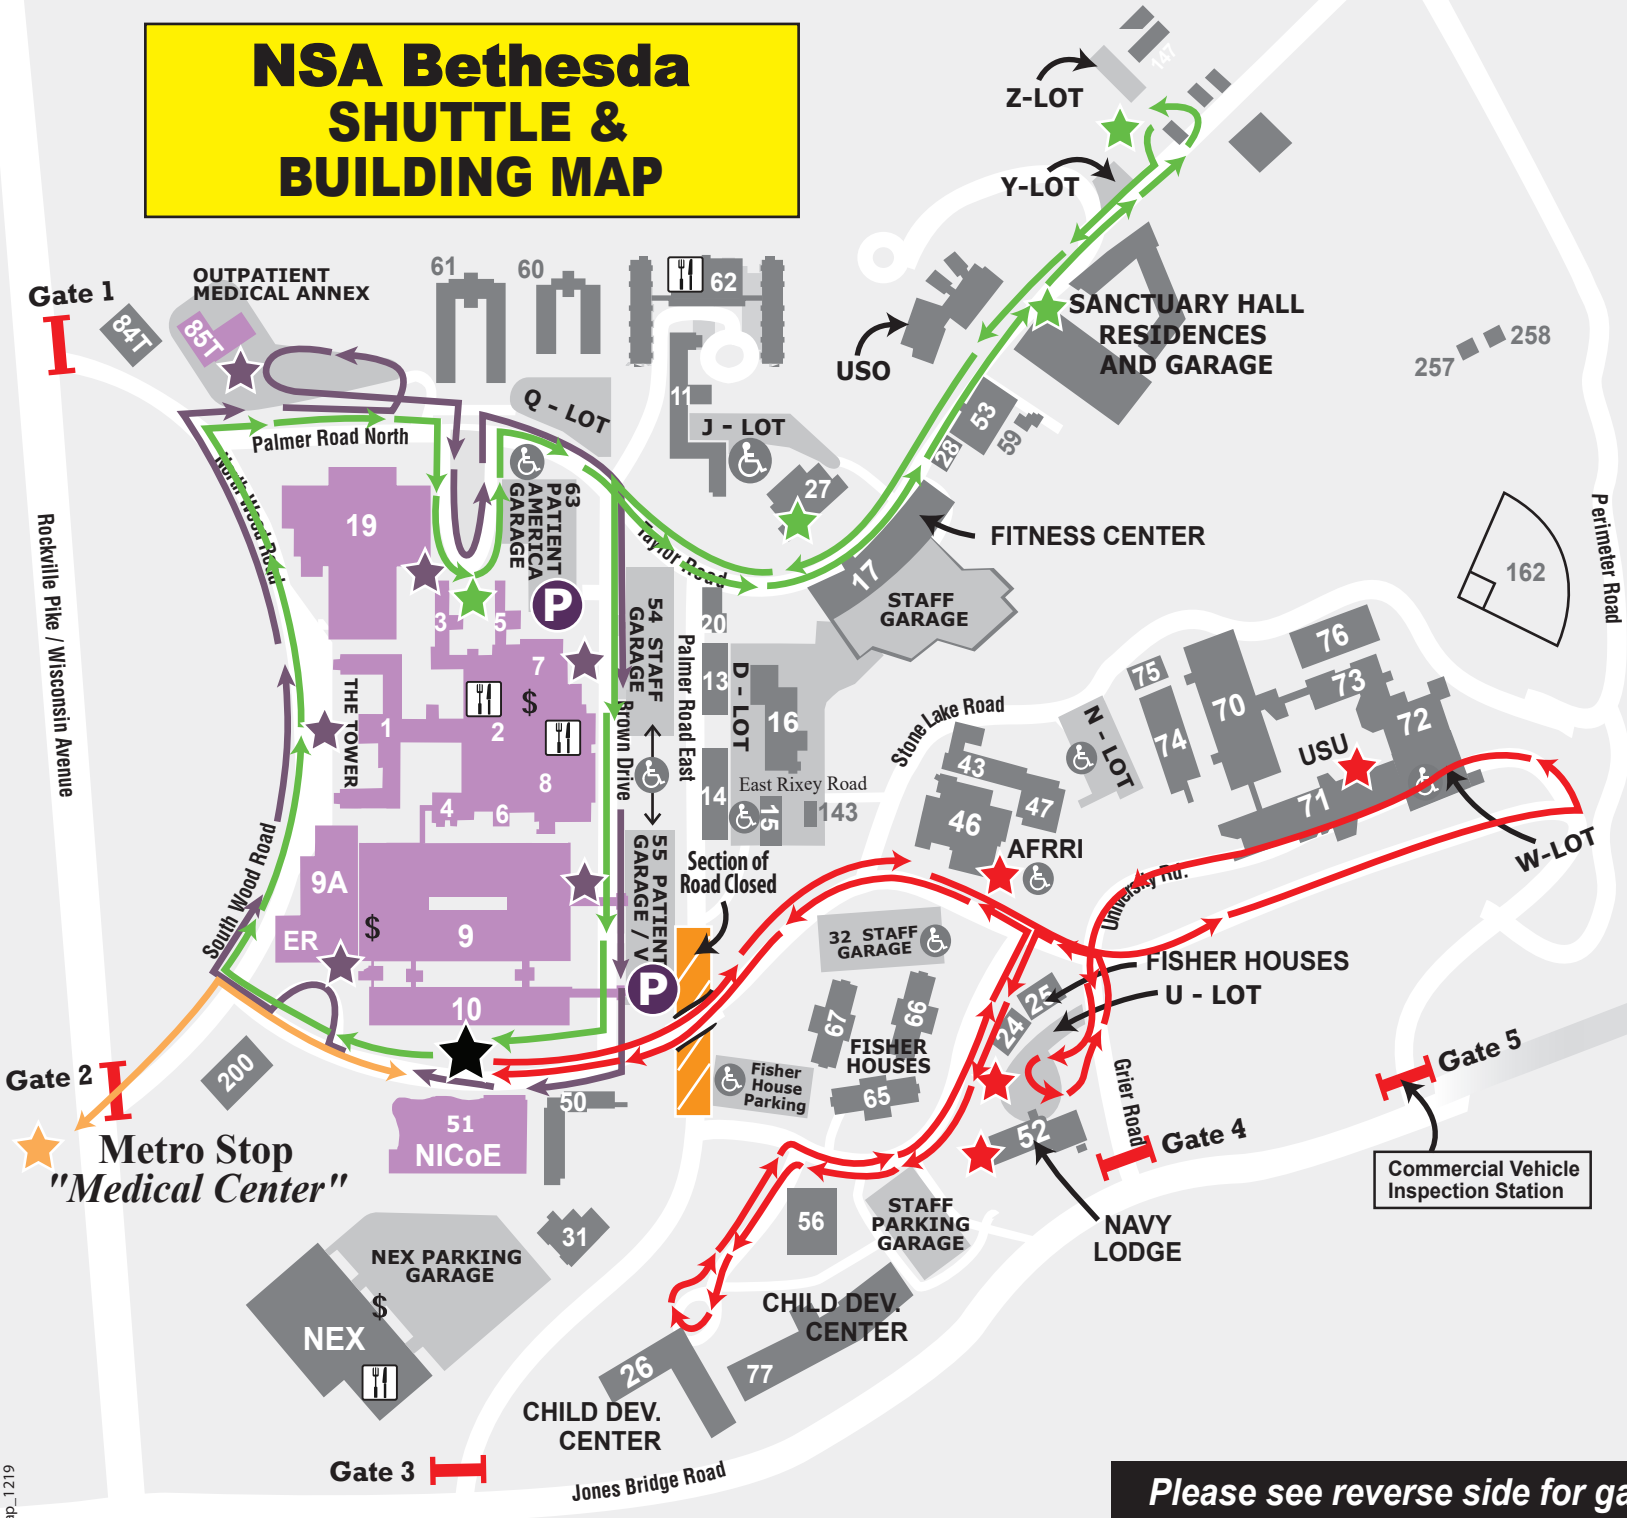 NSA Bethesda
SHUTTLE &
BUILDING MAP
147
Z-LOT
Y-LOT
Gate 1
84T
OUTPATIENT
MEDICAL ANNEX
85T
61
60
62
11
Q - LOT
J - LOT
27
USO
SANCTUARY HALL
RESIDENCES
AND GARAGE
53
59
28
257
258
Palmer Road North
North Wood Road
63
PATIENT
AMERICA
GARAGE
Taylor Road
FITNESS CENTER
17
STAFF
GARAGE
162
Perimeter Road
Rockville Pike / Wisconsin Avenue
19
3
5
P
7
$
THE TOWER
1
2
8
4
6
54 STAFF
GARAGE
Brown Drive
Palmer Road East
20
13
D - LOT
16
14
East Rixey Road
15
143
Stone Lake Road
43
46
47
AFRRI
N - LOT
75
74
70
76
73
72
USU
71
W-LOT
University Rd.
South Wood Road
9A
ER
$
9
10
55 PATIENT
GARAGE / V
P
Section of
Road Closed
32 STAFF
GARAGE
67
66
FISHER
HOUSES
65
Fisher
House
Parking
25
24
FISHER HOUSES
U - LOT
52
Grier Road
Gate 4
Gate 5
Commercial Vehicle
Inspection Station
NAVY
LODGE
Gate 2
200
Metro Stop
"Medical Center"
51
NICoE
50
31
NEX PARKING
GARAGE
$
NEX
56
STAFF
PARKING
GARAGE
CHILD DEV.
CENTER
26
77
CHILD DEV.
CENTER
Gate 3
Jones Bridge Road
ap_1219
Please see reverse side for ga